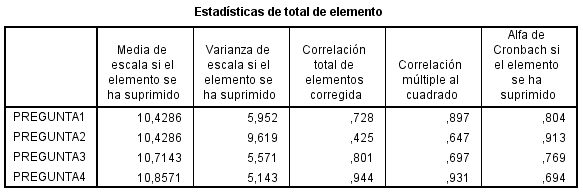 Estadísticas de total de elemento
Media de escala si el elemento se ha suprimido
Varianza de escala si el elemento se ha suprimido
Correlación total de elementos corregida
Correlación múltiple al cuadrado
Alfa de Cronbach si el elemento se ha suprimido
PREGUNTA1 10,4286 5,952 ,728 ,897 ,804
PREGUNTA2 10,4286 9,619 ,425 ,647 ,913
PREGUNTA3 10,7143 5,571 ,801 ,697 ,769
PREGUNTA4 10,8571 5,143 ,944 ,931 ,694